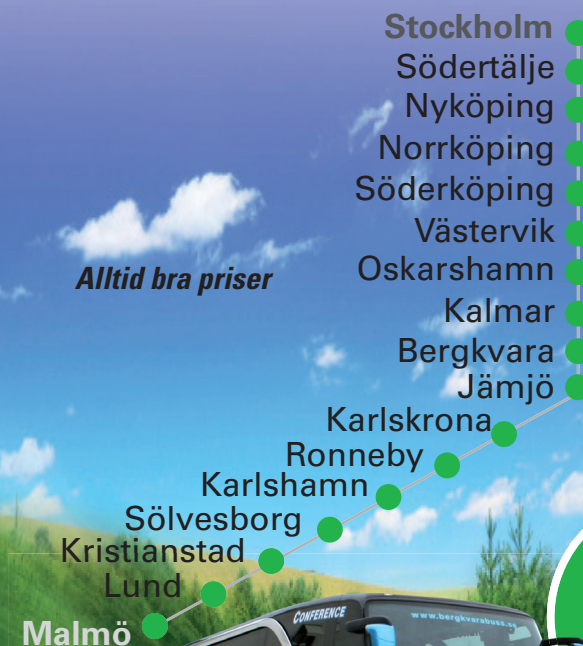 Stockholm
Södertälje
Nyköping
Norrköping
Söderköping
Västervik
Alltid bra priser
Oskarshamn
Kalmar
Bergkvara
Jämjö
Karlskrona
Ronneby
Karlshamn
Sölvesborg
Kristianstad
Lund
Malmö
CONFERENCE
www.bergkvarabuss.se